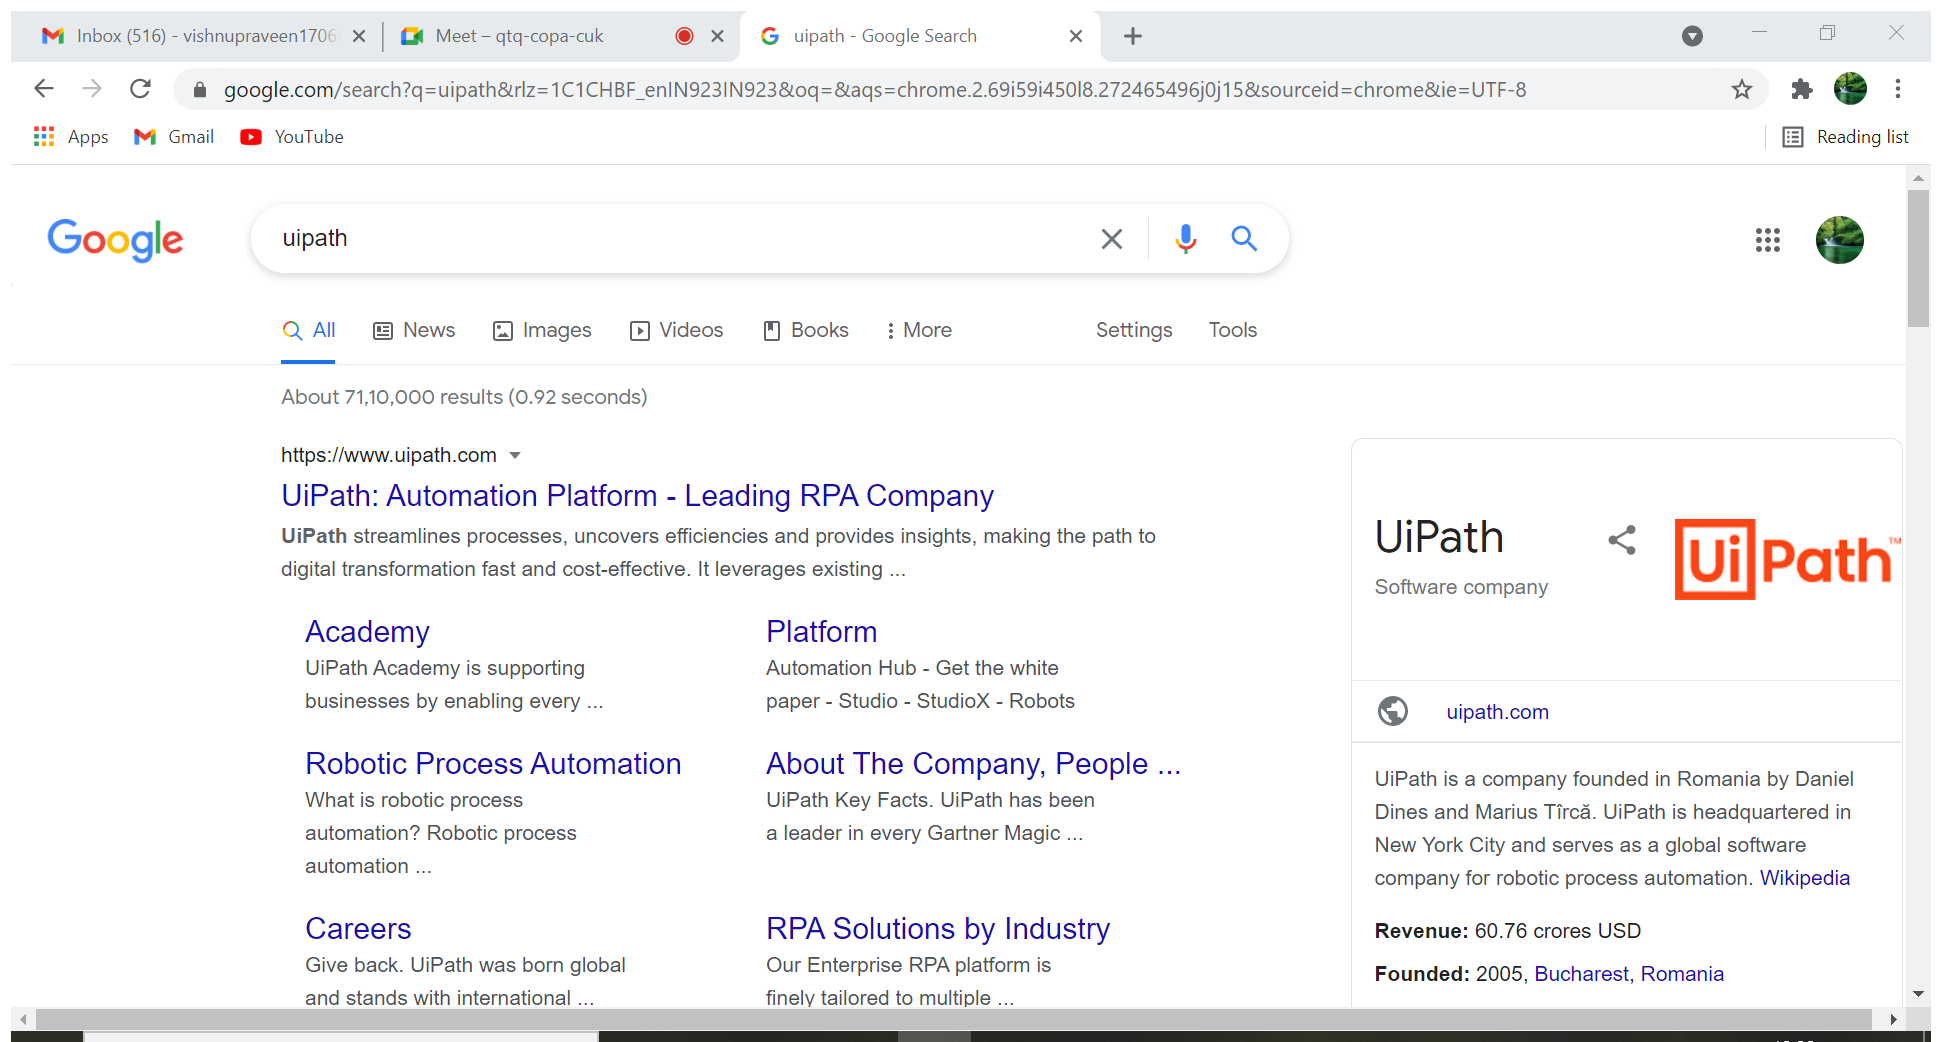 Inbox (516) - vishnupraveen1706
Meet – qtq-copa-cuk
uipath - Google Search
google.com/search?q=uipath&rlz=1C1CHBF_enIN923IN923&oq=&aqs=chrome.2.69i59i450l8.272465496j0j15&sourceid=chrome&ie=UTF-8
Apps Gmail YouTube Reading list
Google
uipath
All News Images Videos Books More Settings Tools
About 71,10,000 results (0.92 seconds)
https://www.uipath.com
UiPath: Automation Platform - Leading RPA Company
UiPath streamlines processes, uncovers efficiencies and provides insights, making the path to
digital transformation fast and cost-effective. It leverages existing ...
Academy
UiPath Academy is supporting
businesses by enabling every ...
Platform
Automation Hub - Get the white
paper - Studio - StudioX - Robots
Robotic Process Automation
What is robotic process
automation? Robotic process
automation ...
About The Company, People ...
UiPath Key Facts. UiPath has been
a leader in every Gartner Magic ...
Careers
Give back. UiPath was born global
and stands with international ...
RPA Solutions by Industry
Our Enterprise RPA platform is
finely tailored to multiple ...
UiPath
Software company
UiPath™
uipath.com
UiPath is a company founded in Romania by Daniel
Dines and Marius Tîrcă. UiPath is headquartered in
New York City and serves as a global software
company for robotic process automation. Wikipedia
Revenue: 60.76 crores USD
Founded: 2005, Bucharest, Romania